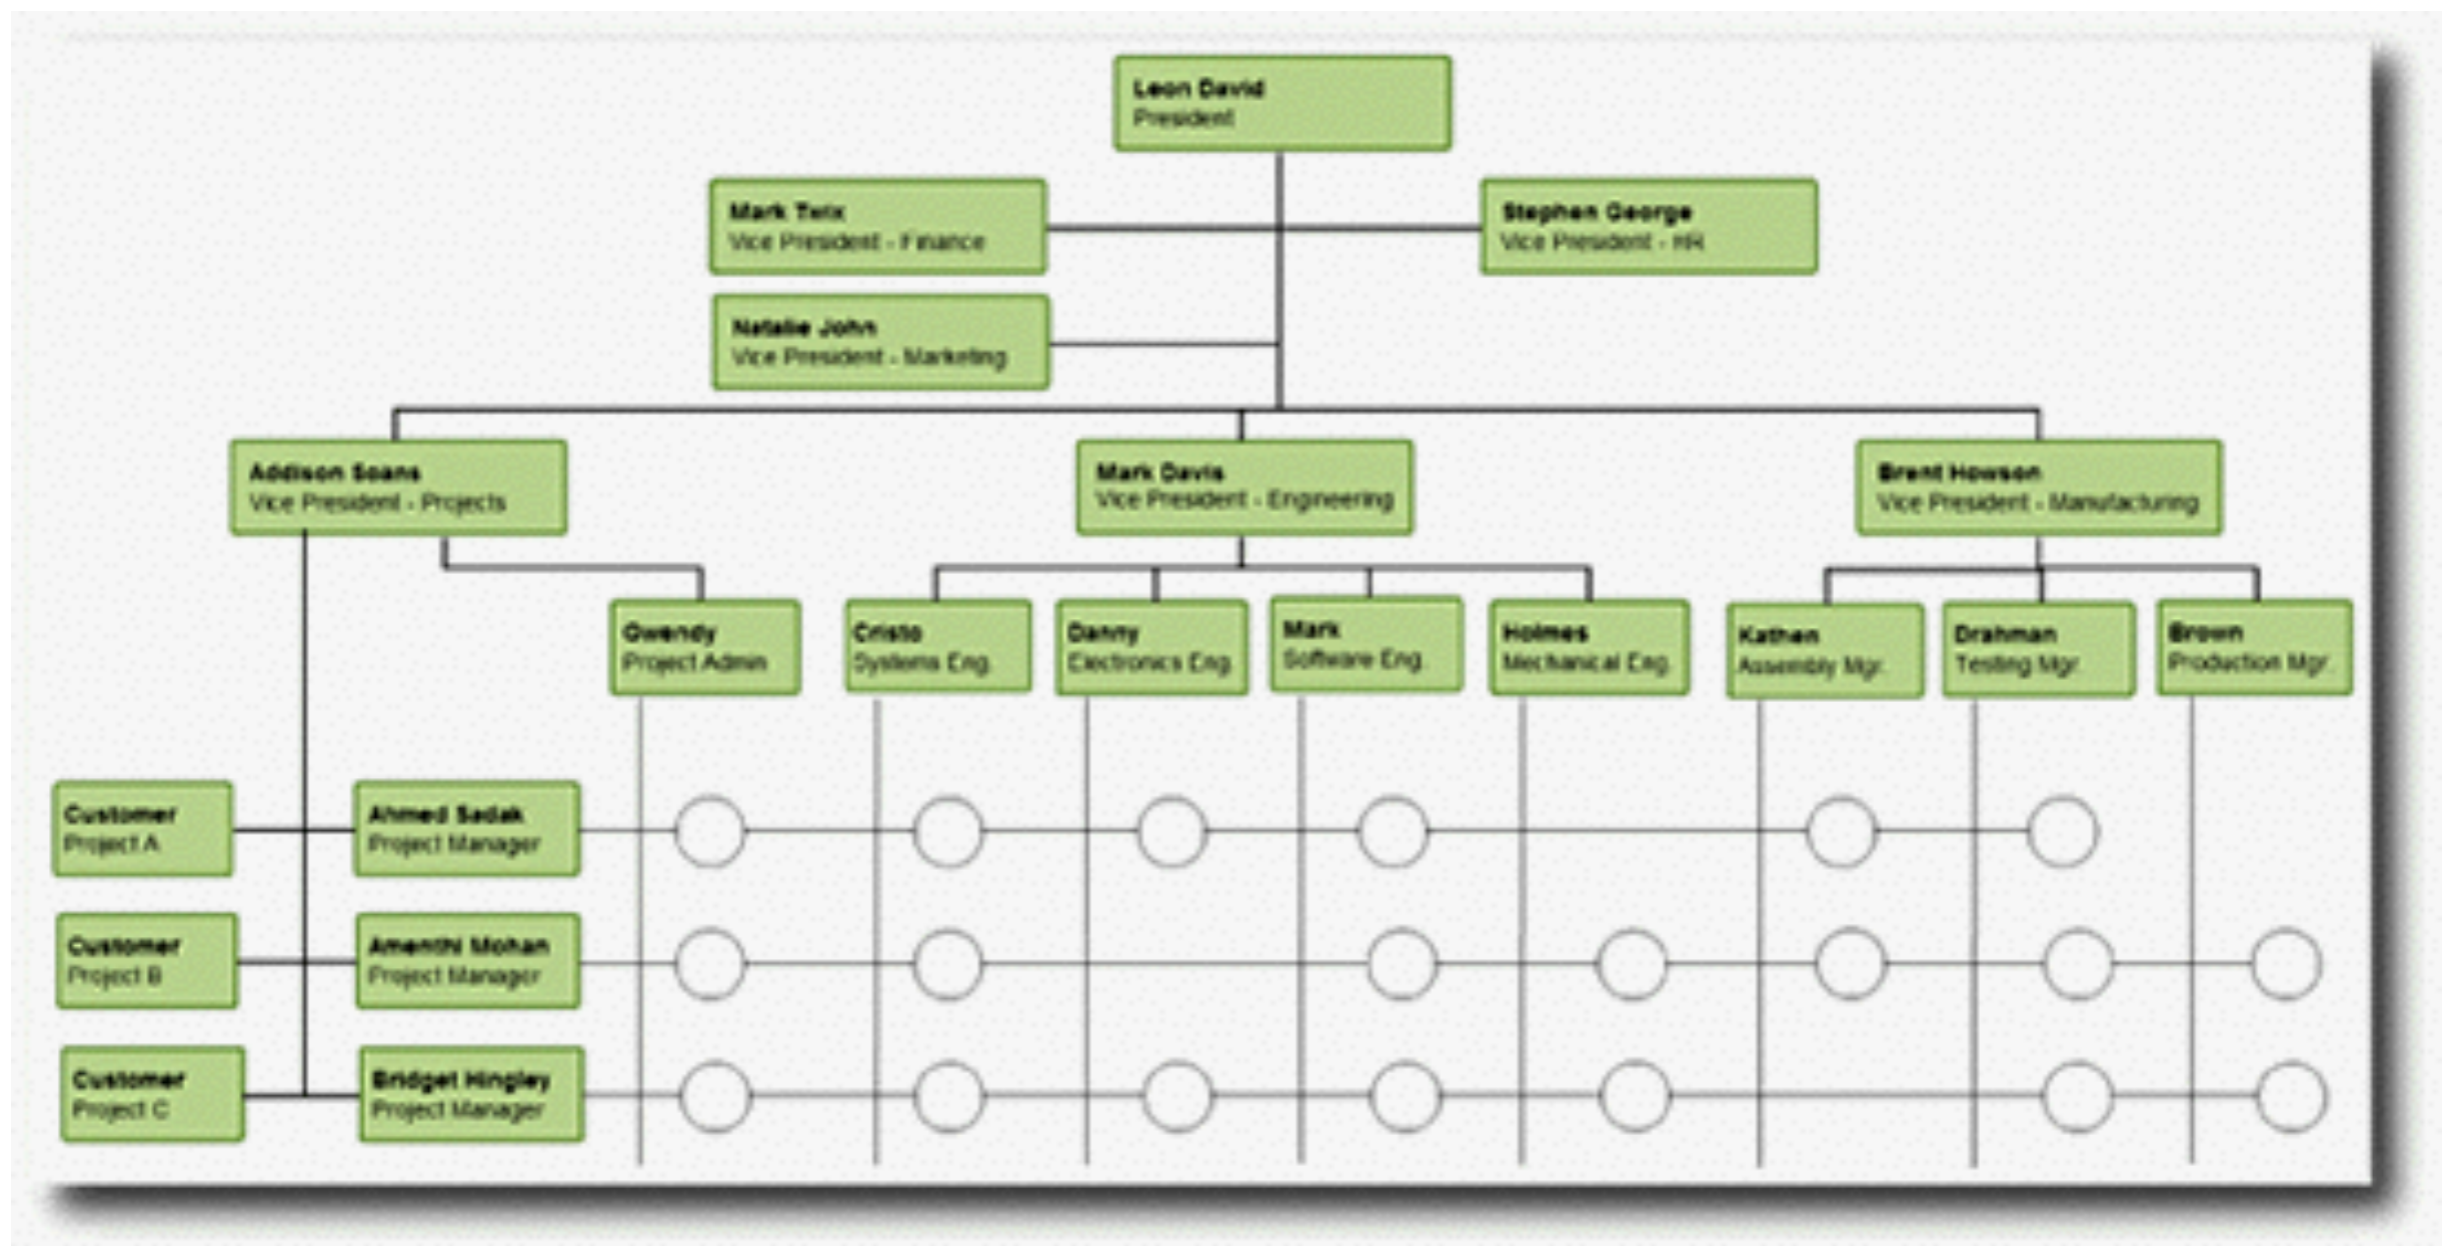 Leon David
President
Mark Twix
Vice President - Finance
Stephen George
Vice President - HR
Natalie John
Vice President - Marketing
Addison Soans
Vice President - Projects
Mark Davis
Vice President - Engineering
Brent Howson
Vice President - Manufacturing
Gwendy
Project Admin
Cristo
Systems Eng.
Danny
Electronics Eng.
Mark
Software Eng.
Holmes
Mechanical Eng.
Kathen
Assembly Mgr.
Drahman
Testing Mgr.
Brown
Production Mgr.
Customer
Project A
Ahmed Sadak
Project Manager
Customer
Project B
Amenthi Mohan
Project Manager
Customer
Project C
Bridget Hingley
Project Manager